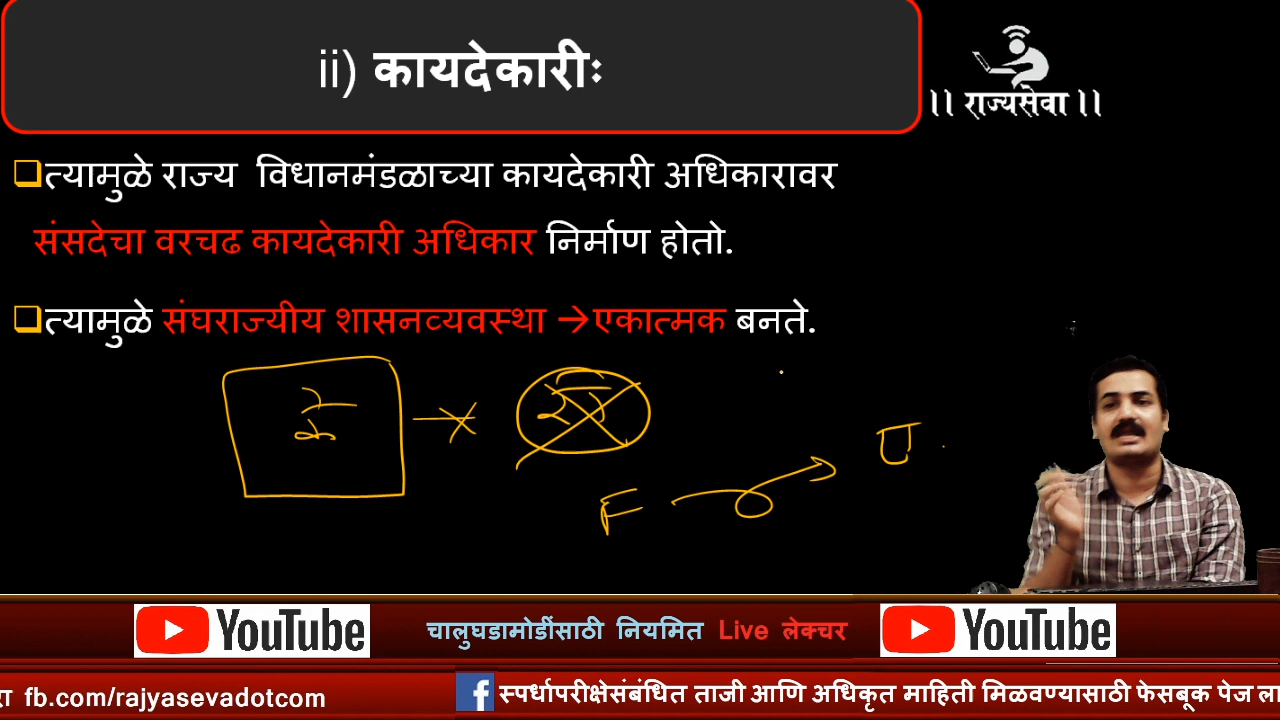 ii) कायदेकारीः
|| राज्यसेवा ||
त्यामुळे राज्य विधानमंडळाच्या कायदेकारी अधिकारावर
संसदेचा वरचढ कायदेकारी अधिकार निर्माण होतो.
त्यामुळे संघराज्यीय शासनव्यवस्था →एकात्मक बनते.
F
U
YouTube
चालुघडामोडींसाठी नियमित Live लेक्चर
YouTube
fb.com/rajyasevadotcom
स्पर्धापरीक्षेसंबंधित ताजी आणि अधिकृत माहिती मिळवण्यासाठी फेसबूक पेज